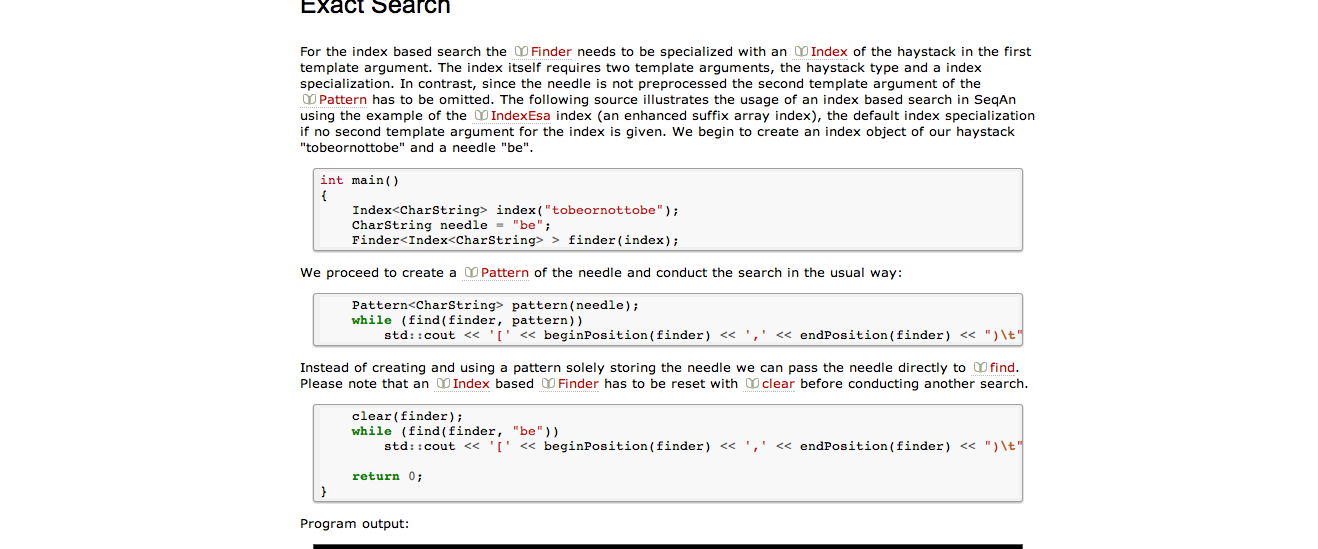 Exact Search
For the index based search the Finder needs to be specialized with an Index of the haystack in the first
template argument. The index itself requires two template arguments, the haystack type and a index
specialization. In contrast, since the needle is not preprocessed the second template argument of the
Pattern has to be omitted. The following source illustrates the usage of an index based search in SeqAn
using the example of the IndexEsa index (an enhanced suffix array index), the default index specialization
if no second template argument for the index is given. We begin to create an index object of our haystack
"tobeornottobe" and a needle "be".
int main()
{
    Index<CharString> index("tobeornottobe");
    CharString needle = "be";
    Finder<Index<CharString> > finder(index);
We proceed to create a Pattern of the needle and conduct the search in the usual way:
    Pattern<CharString> pattern(needle);
    while (find(finder, pattern))
        std::cout << '[' << beginPosition(finder) << ',' << endPosition(finder) << ")\t"
Instead of creating and using a pattern solely storing the needle we can pass the needle directly to find.
Please note that an Index based Finder has to be reset with clear before conducting another search.
    clear(finder);
    while (find(finder, "be"))
        std::cout << '[' << beginPosition(finder) << ',' << endPosition(finder) << ")\t"
    return 0;
}
Program output: